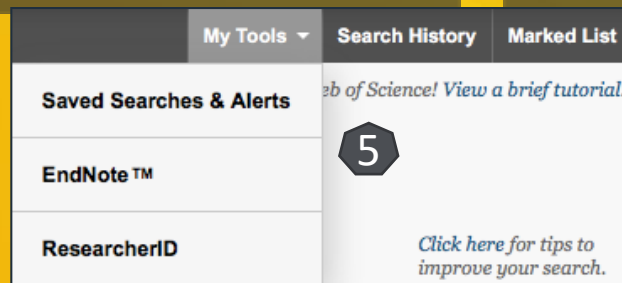 My Tools Search History Marked List
Saved Searches & Alerts
eb of Science! View a brief tutorial.
5
EndNote™
ResearcherID
Click here for tips to
improve your search.